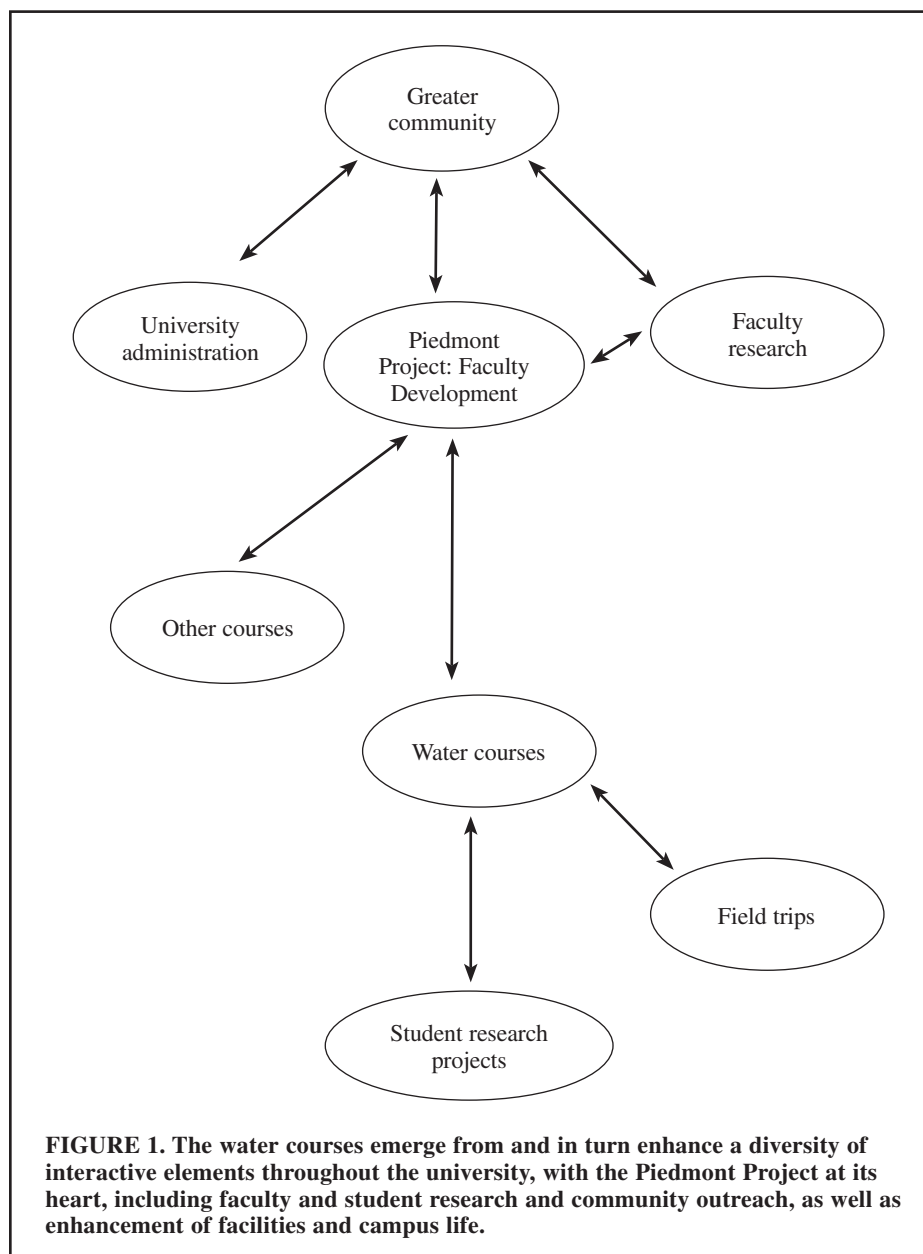 Greater
community
University
administration
Piedmont
Project: Faculty
Development
Faculty
research
Other courses
Water courses
Field trips
Student research
projects
FIGURE 1. The water courses emerge from and in turn enhance a diversity of
interactive elements throughout the university, with the Piedmont Project at its
heart, including faculty and student research and community outreach, as well as
enhancement of facilities and campus life.